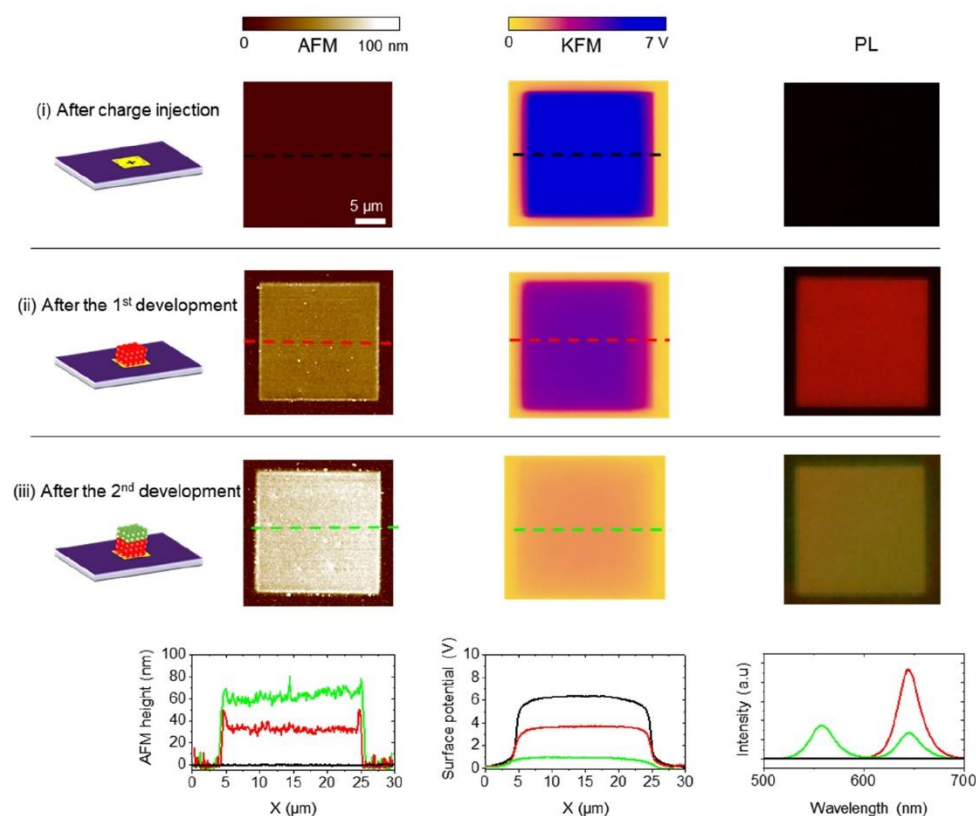 0 AFM 100 nm
0 KFM 7 V
PL
(i) After charge injection
+
5 µm
(ii) After the 1st development
(iii) After the 2nd development
AFM height (nm)
100
80
60
40
20
0
0 5 10 15 20 25 30
X (µm)
Surface potential (V)
10
8
6
4
2
0
0 5 10 15 20 25 30
X (µm)
Intensity (a.u)
500 600 700
Wavelength (nm)